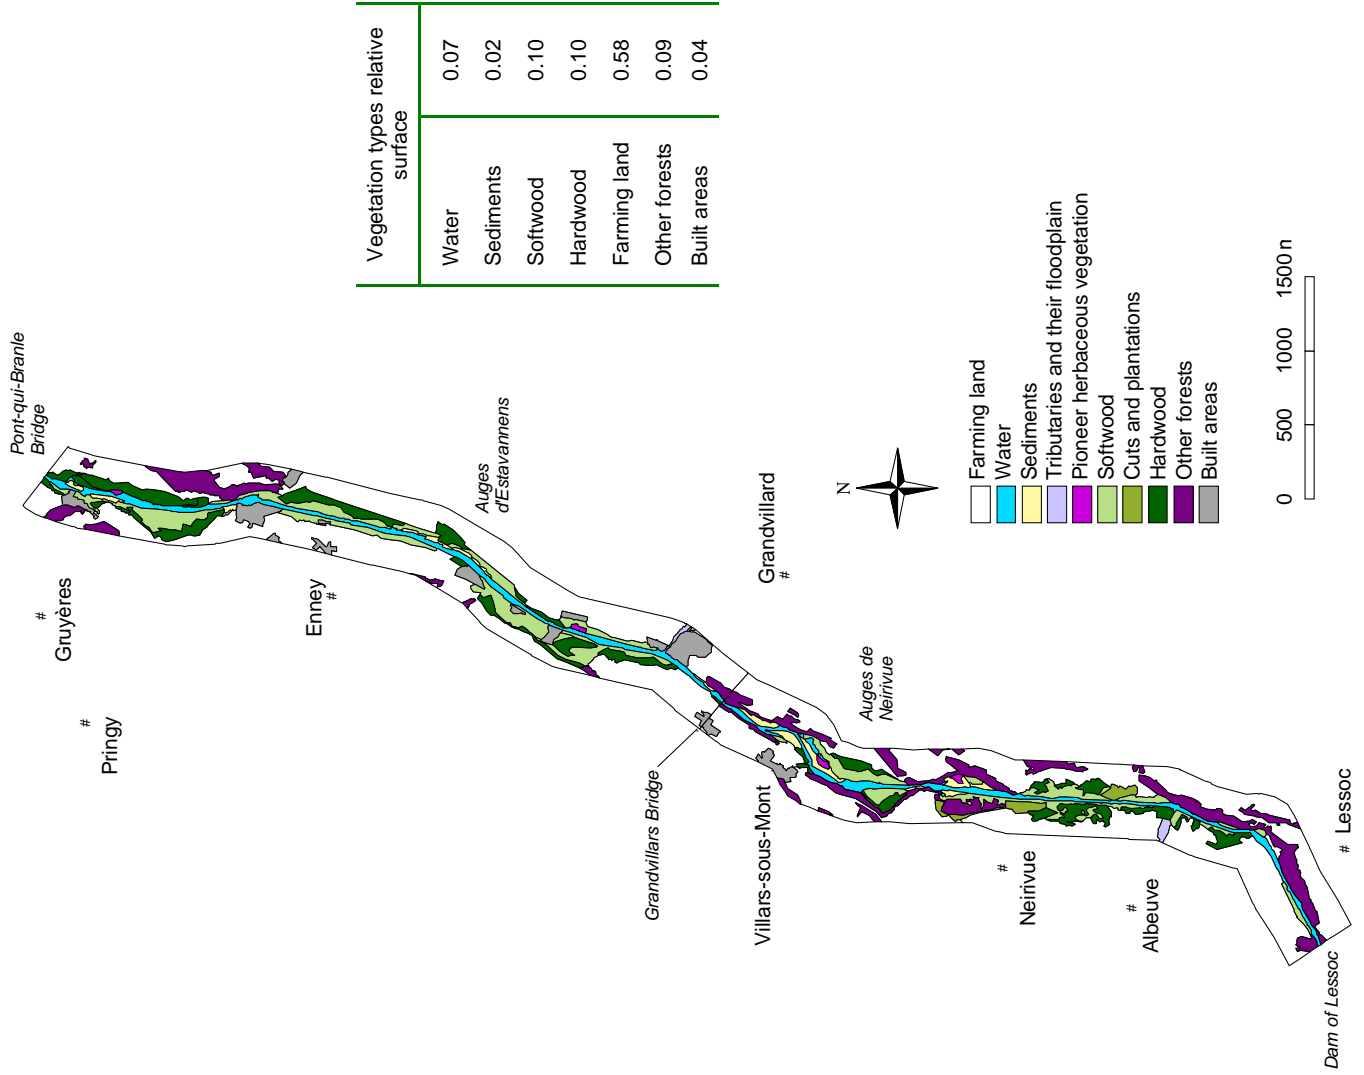 Vegetation types relative
surface
Water 0.07
Sediments 0.02
Softwood 0.10
Hardwood 0.10
Farming land 0.58
Other forests 0.09
Built areas 0.04
Pont-qui-Branle
Bridge
Gruyères
#
Pringy
#
Enney
#
Auges
d'Estavannens
Grandvillard
#
Grandvillars Bridge
Villars-sous-Mont
Auges de
Neirivue
Neirivue
#
Albeuve
#
Lessoc
#
Dam of Lessoc
N
Farming land
Water
Sediments
Tributaries and their floodplain
Pioneer herbaceous vegetation
Softwood
Cuts and plantations
Hardwood
Other forests
Built areas
0 500 1000 1500 n